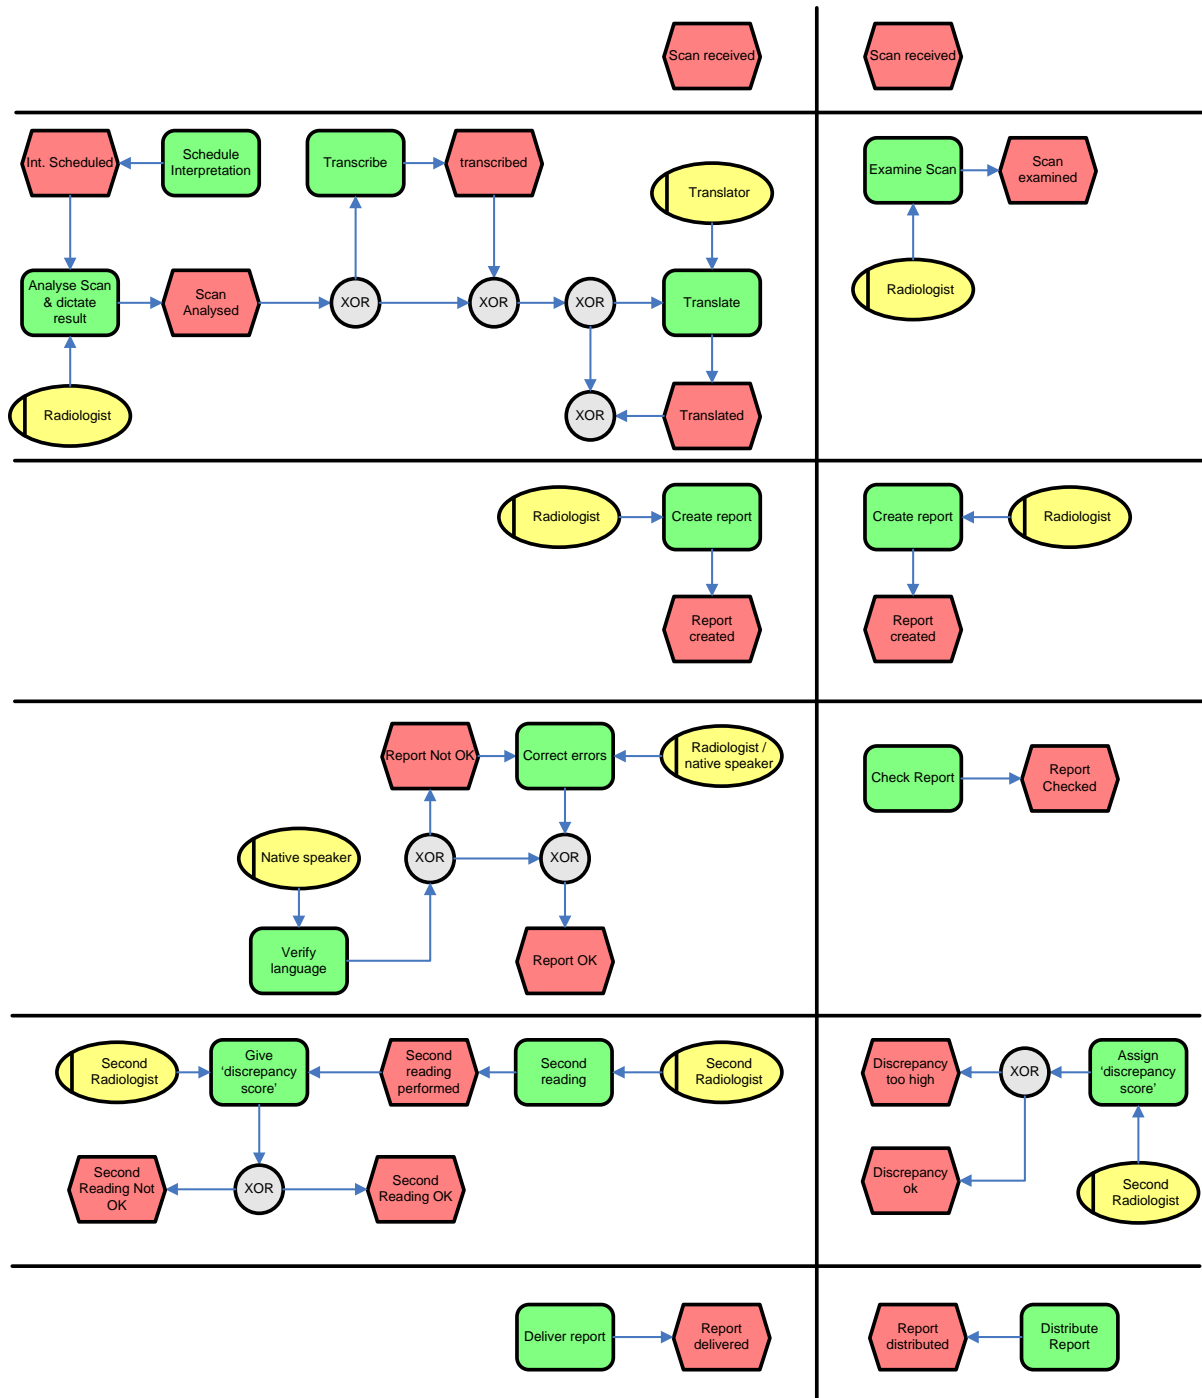 Scan received
Scan received
Int. Scheduled
Schedule
Interpretation
Transcribe
transcribed
Translator
Analyse Scan
& dictate
result
Scan
Analysed
XOR
XOR
XOR
Translate
Radiologist
XOR
Translated
Examine Scan
Scan
examined
Radiologist
Radiologist
Create report
Report
created
Create report
Radiologist
Report
created
Report Not OK
Correct errors
Radiologist /
native speaker
Native speaker
XOR
XOR
Verify
language
Report OK
Check Report
Report
Checked
Second
Radiologist
Give
‘discrepancy
score’
Second
reading
performed
Second
reading
Second
Radiologist
Second
Reading Not
OK
XOR
Second
Reading OK
Discrepancy
too high
XOR
Assign
‘discrepancy
score’
Discrepancy
ok
Second
Radiologist
Deliver report
Report
delivered
Report
distributed
Distribute
Report